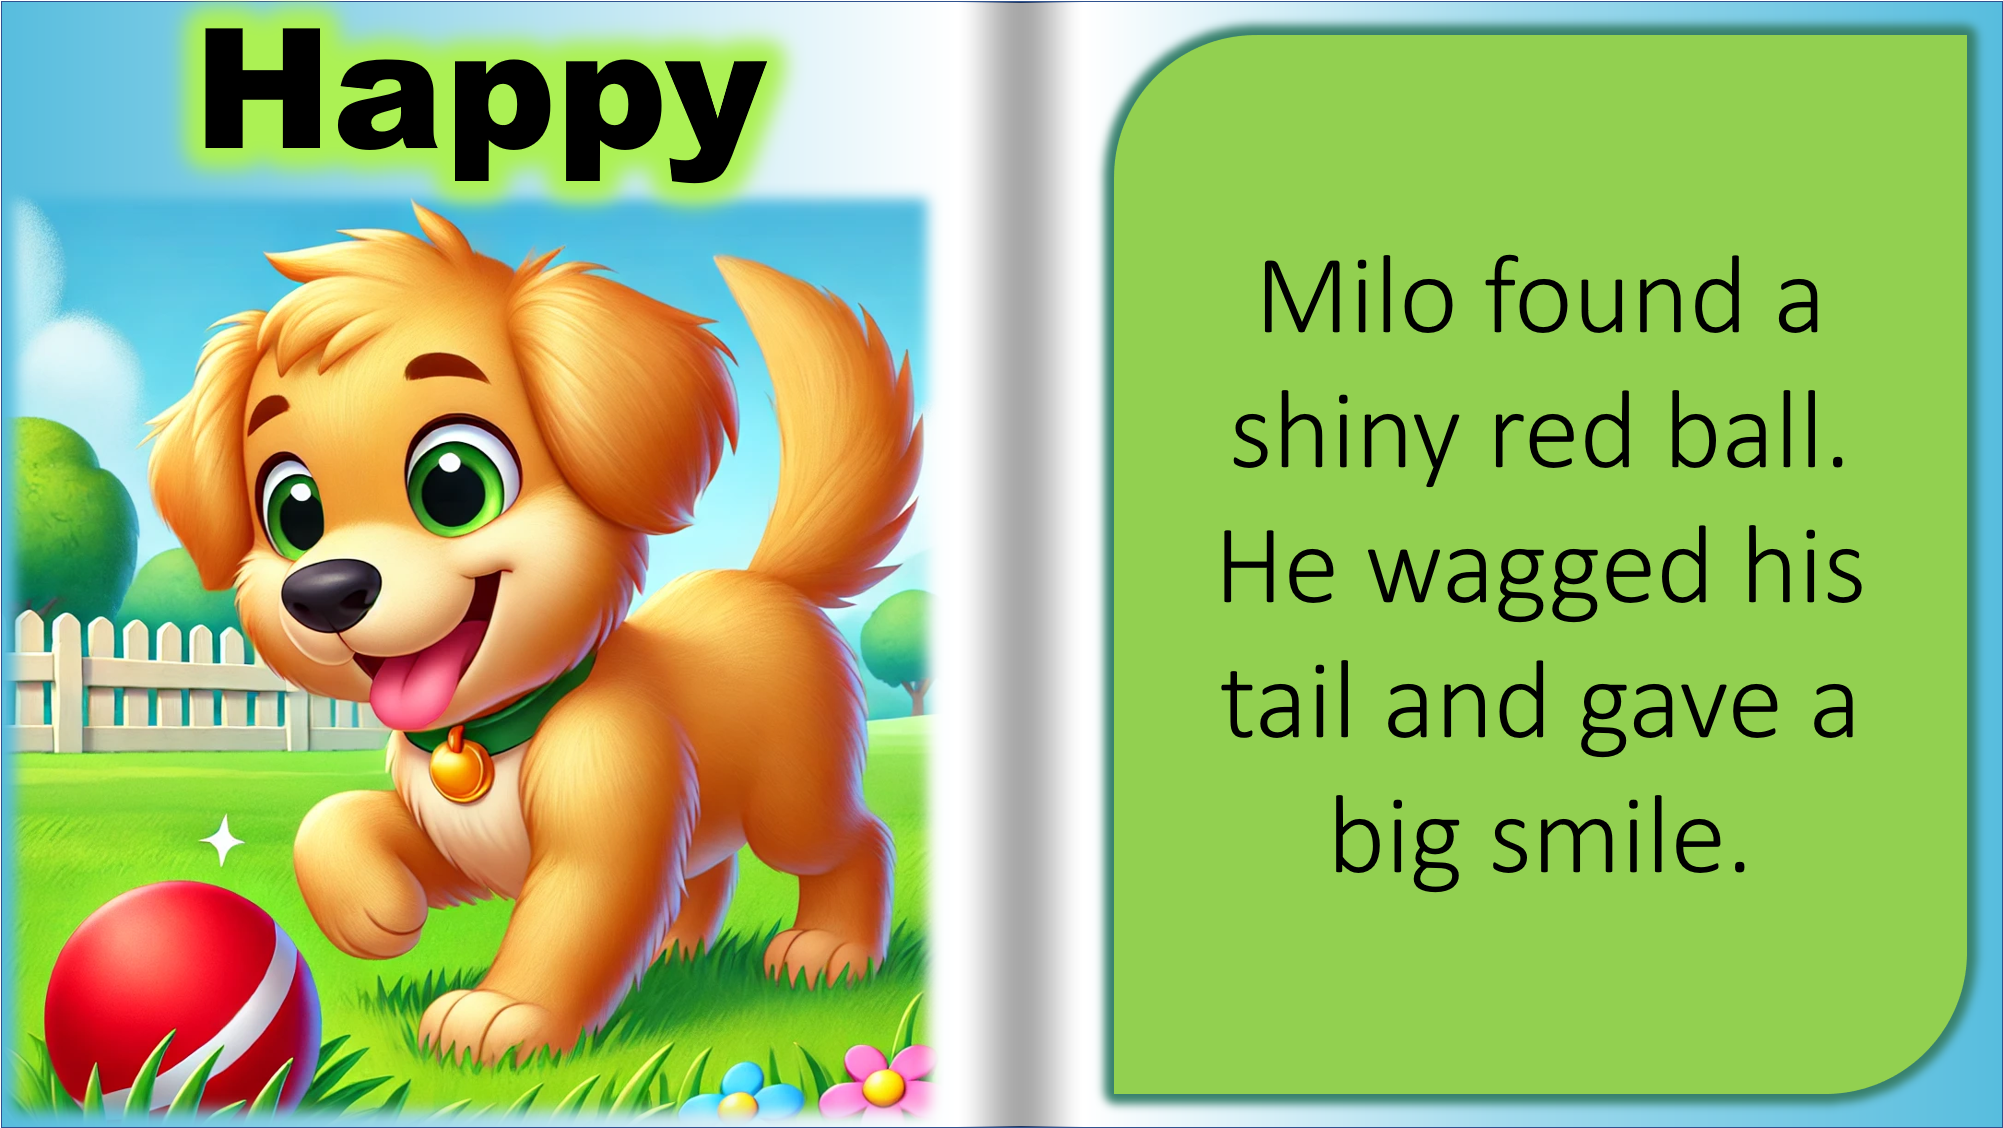 Happy
Milo found a
shiny red ball.
He wagged his
tail and gave a
big smile.